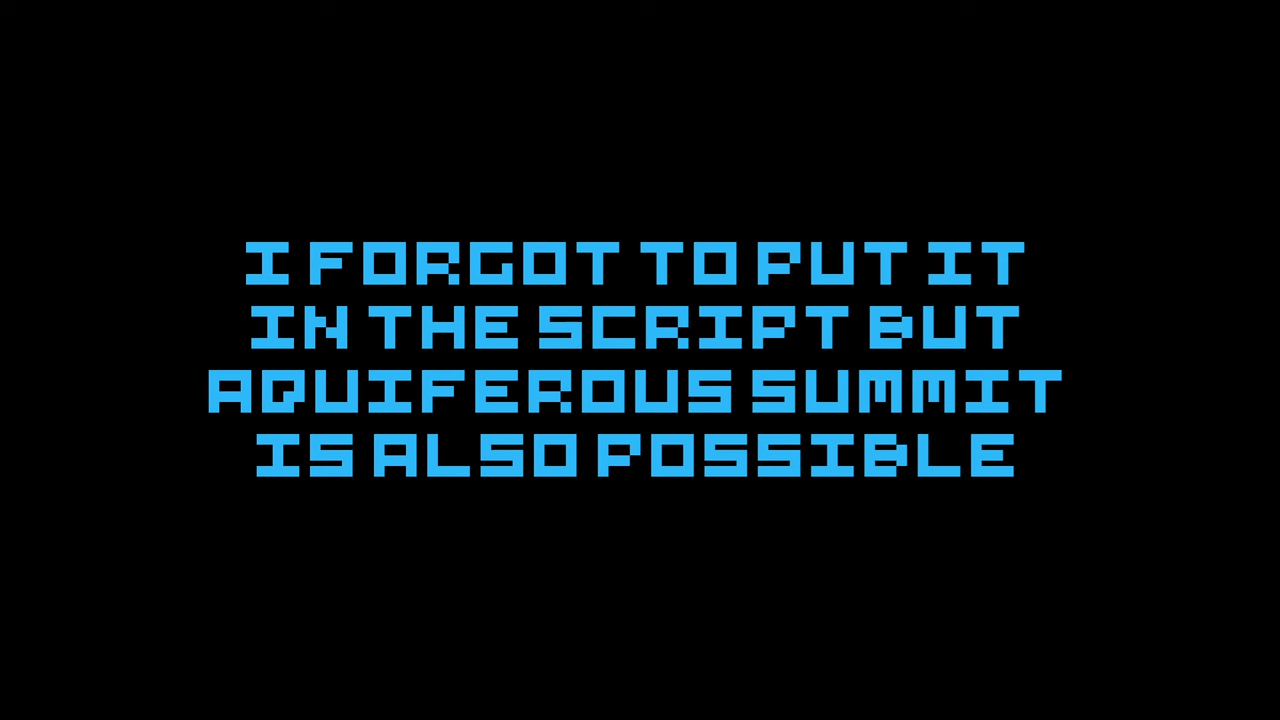 I FORGOT TO PUT IT
IN THE SCRIPT BUT
AQUIFEROUS SUMMIT
IS ALSO POSSIBLE